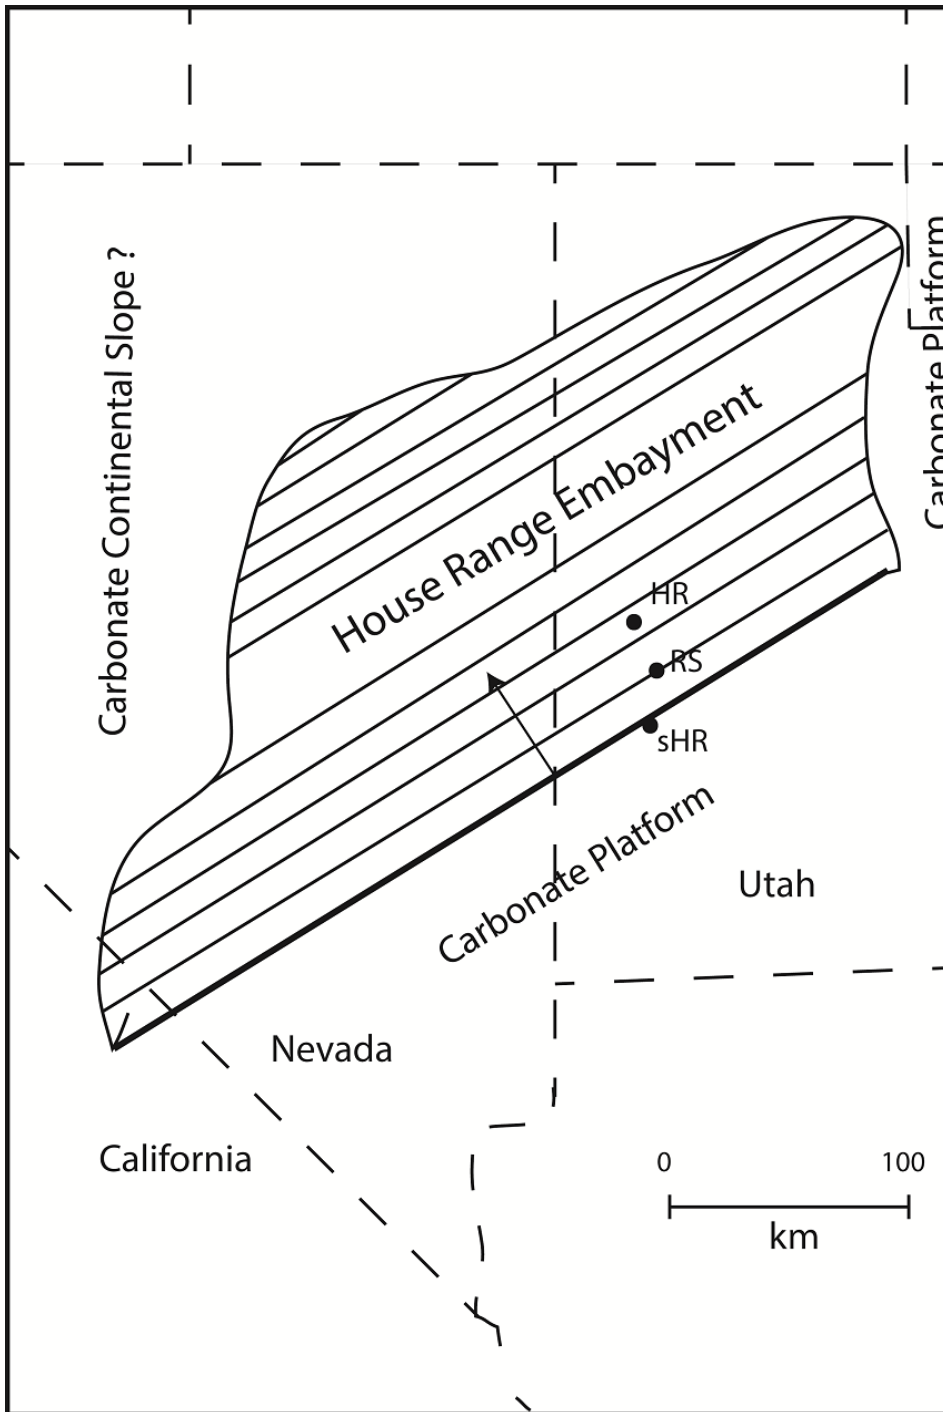 Carbonate Continental Slope ?
Carbonate Platform
House Range Embayment
HR
RS
sHR
Carbonate Platform
Utah
Nevada
California
0 100
km